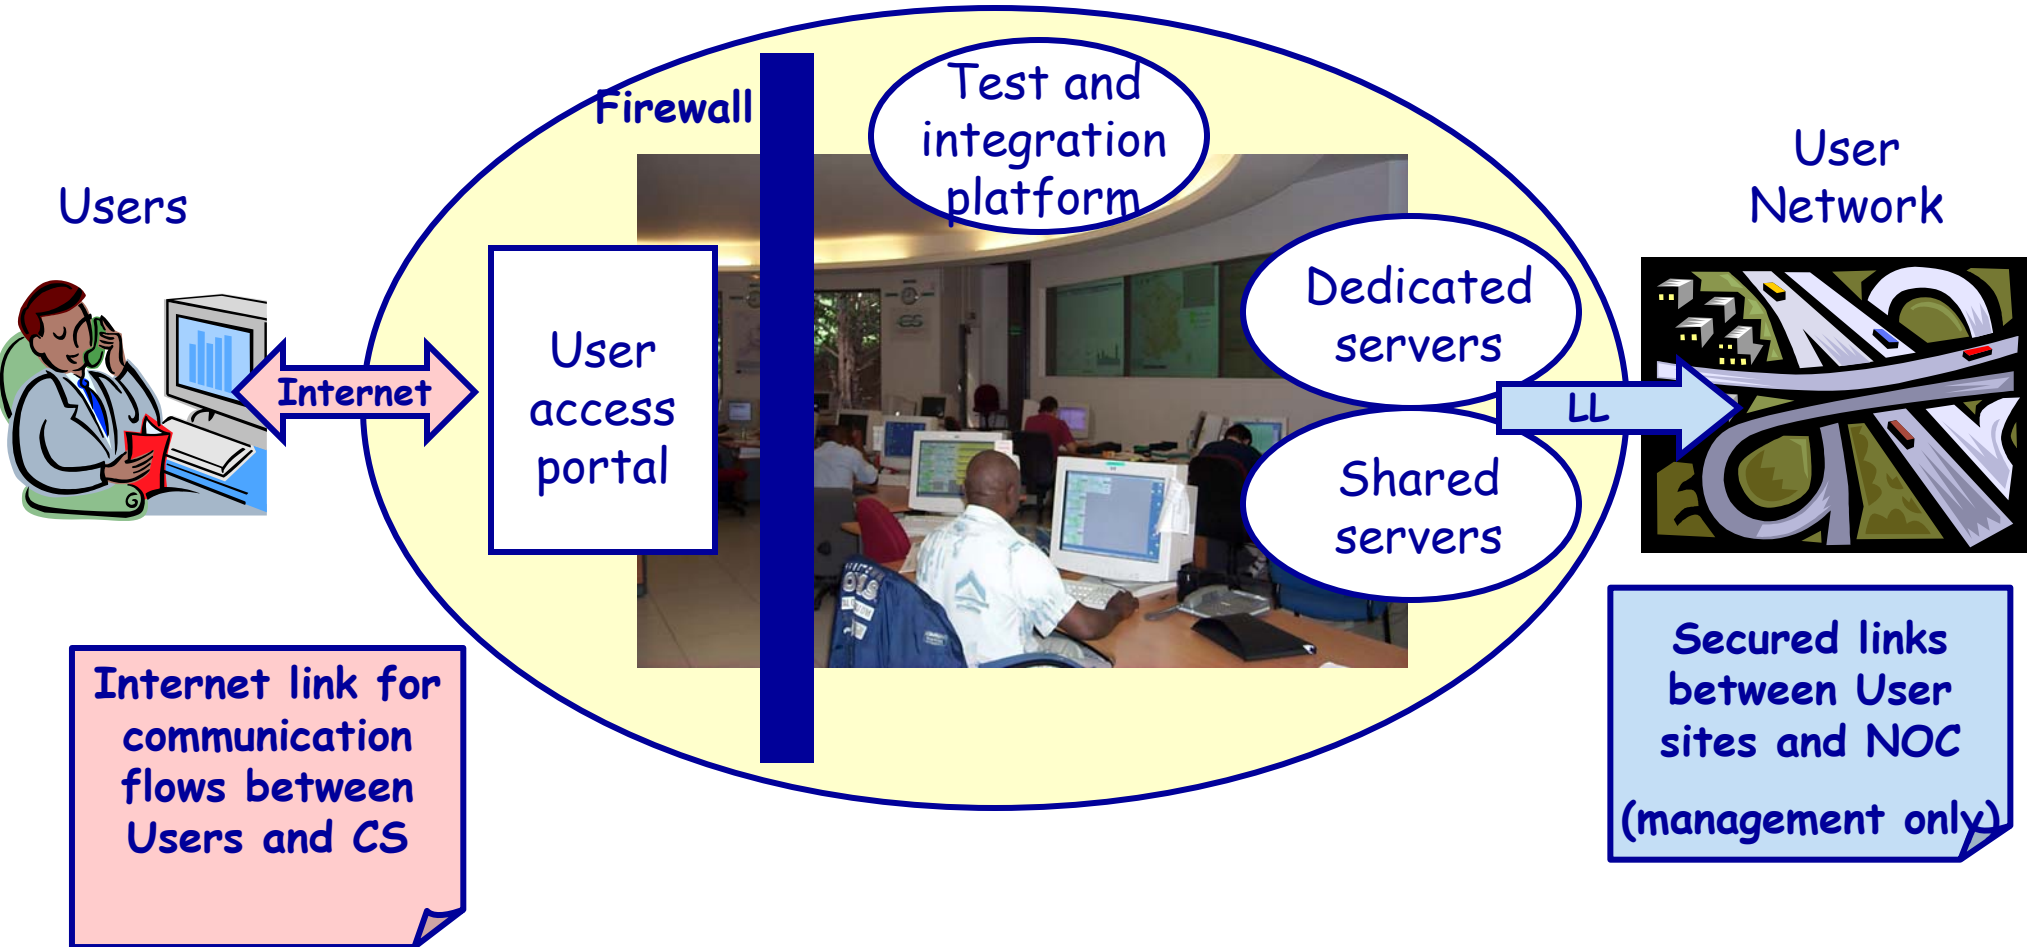 Firewall
Test and
integration
platform
Users
User
Network
Dedicated
servers
User
access
portal
Internet
LL
Shared
servers
Internet link for
communication
flows between
Users and CS
Secured links
between User
sites and NOC
(management only)